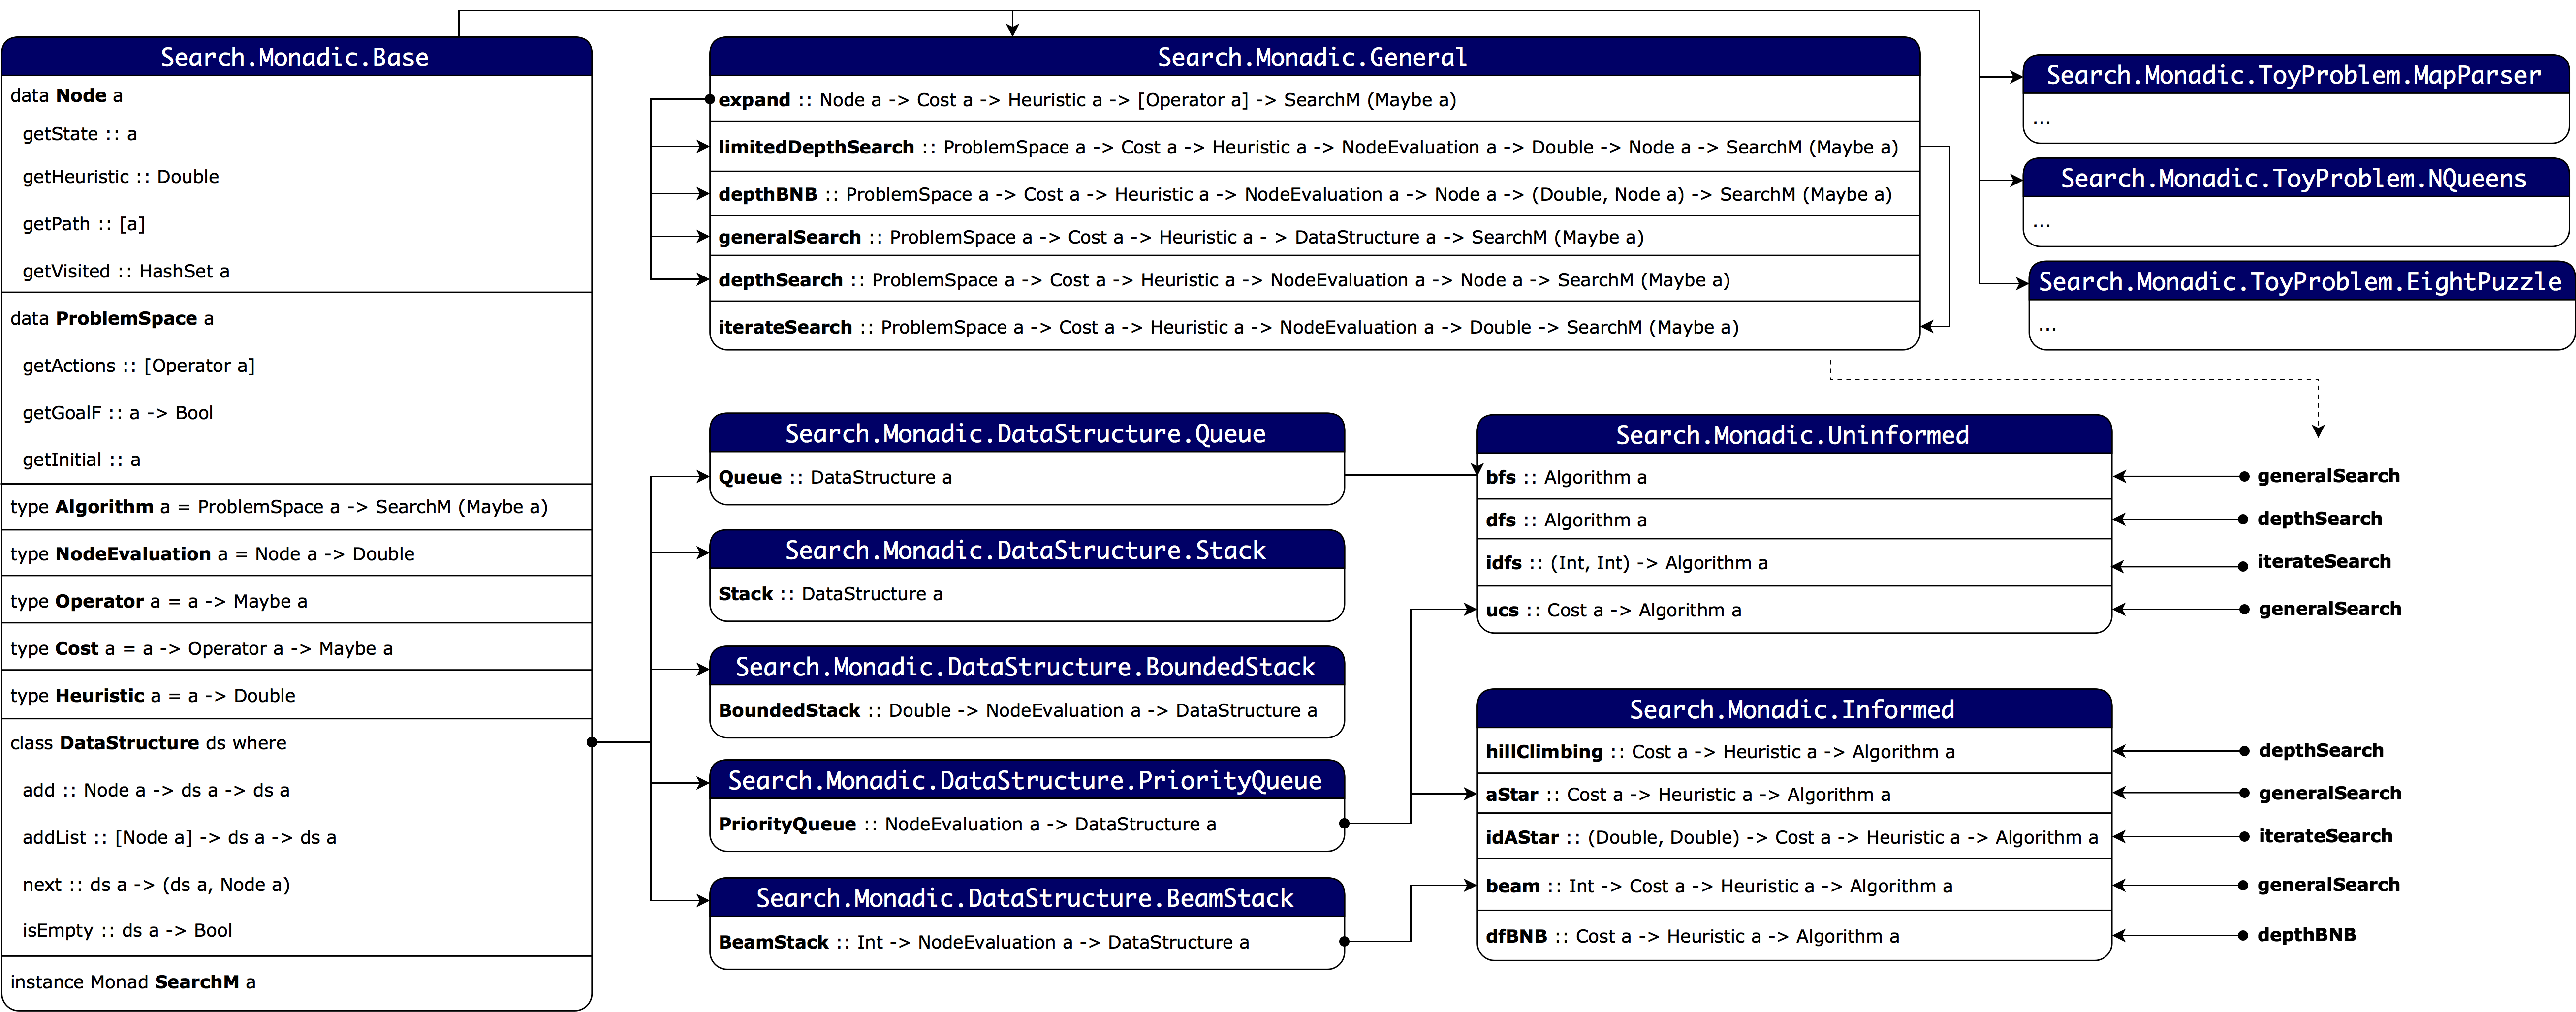 Search.Monadic.Base
data Node a
getState :: a
getHeuristic :: Double
getPath :: [a]
getVisited :: HashSet a
data ProblemSpace a
getActions :: [Operator a]
getGoalF :: a -> Bool
getInitial :: a
type Algorithm a = ProblemSpace a -> SearchM (Maybe a)
type NodeEvaluation a = Node a -> Double
type Operator a = a -> Maybe a
type Cost a = a -> Operator a -> Maybe a
type Heuristic a = a -> Double
class DataStructure ds where
add :: Node a -> ds a -> ds a
addList :: [Node a] -> ds a -> ds a
next :: ds a -> (ds a, Node a)
isEmpty :: ds a -> Bool
instance Monad SearchM a
Search.Monadic.General
expand :: Node a -> Cost a -> Heuristic a -> [Operator a] -> SearchM (Maybe a)
limitedDepthSearch :: ProblemSpace a -> Cost a -> Heuristic a -> NodeEvaluation a -> Double -> Node a -> SearchM (Maybe a)
depthBNB :: ProblemSpace a -> Cost a -> Heuristic a -> NodeEvaluation a -> Node a -> (Double, Node a) -> SearchM (Maybe a)
generalSearch :: ProblemSpace a -> Cost a -> Heuristic a - > DataStructure a -> SearchM (Maybe a)
depthSearch :: ProblemSpace a -> Cost a -> Heuristic a -> NodeEvaluation a -> Node a -> SearchM (Maybe a)
iterateSearch :: ProblemSpace a -> Cost a -> Heuristic a -> NodeEvaluation a -> Double -> SearchM (Maybe a)
Search.Monadic.ToyProblem.MapParser
...
Search.Monadic.ToyProblem.NQueens
...
Search.Monadic.ToyProblem.EightPuzzle
...
Search.Monadic.DataStructure.Queue
Queue :: DataStructure a
Search.Monadic.DataStructure.Stack
Stack :: DataStructure a
Search.Monadic.DataStructure.BoundedStack
BoundedStack :: Double -> NodeEvaluation a -> DataStructure a
Search.Monadic.DataStructure.PriorityQueue
PriorityQueue :: NodeEvaluation a -> DataStructure a
Search.Monadic.DataStructure.BeamStack
BeamStack :: Int -> NodeEvaluation a -> DataStructure a
Search.Monadic.Uninformed
bfs :: Algorithm a
generalSearch
dfs :: Algorithm a
depthSearch
idfs :: (Int, Int) -> Algorithm a
iterateSearch
ucs :: Cost a -> Algorithm a
generalSearch
Search.Monadic.Informed
hillClimbing :: Cost a -> Heuristic a -> Algorithm a
depthSearch
aStar :: Cost a -> Heuristic a -> Algorithm a
generalSearch
idAStar :: (Double, Double) -> Cost a -> Heuristic a -> Algorithm a
iterateSearch
beam :: Int -> Cost a -> Heuristic a -> Algorithm a
generalSearch
dfBNB :: Cost a -> Heuristic a -> Algorithm a
depthBNB